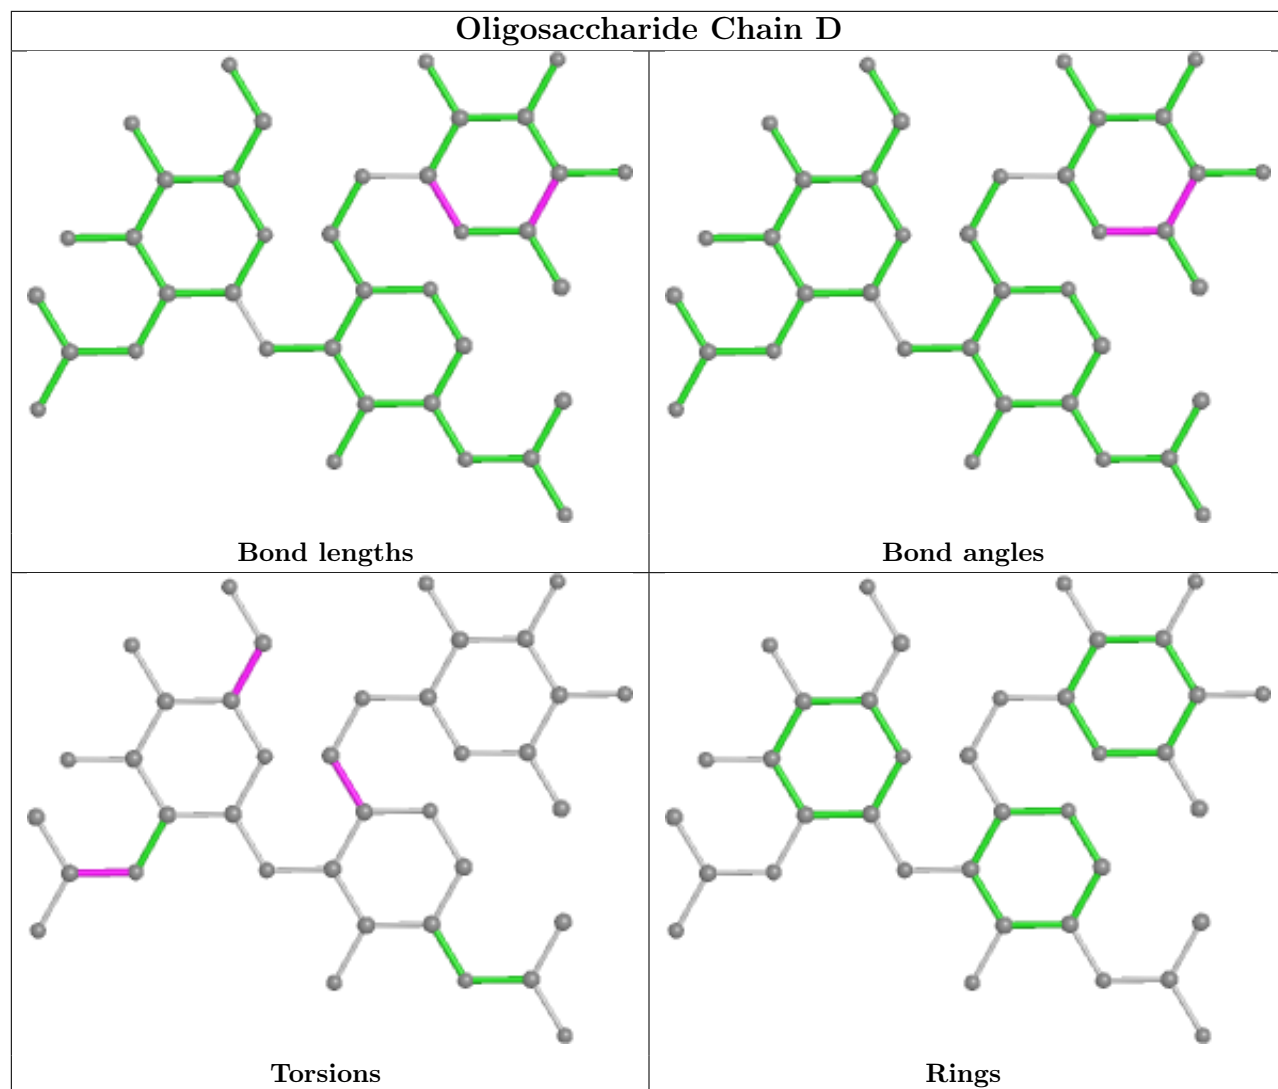 Oligosaccharide Chain D
Bond lengths
Bond angles
Torsions
Rings